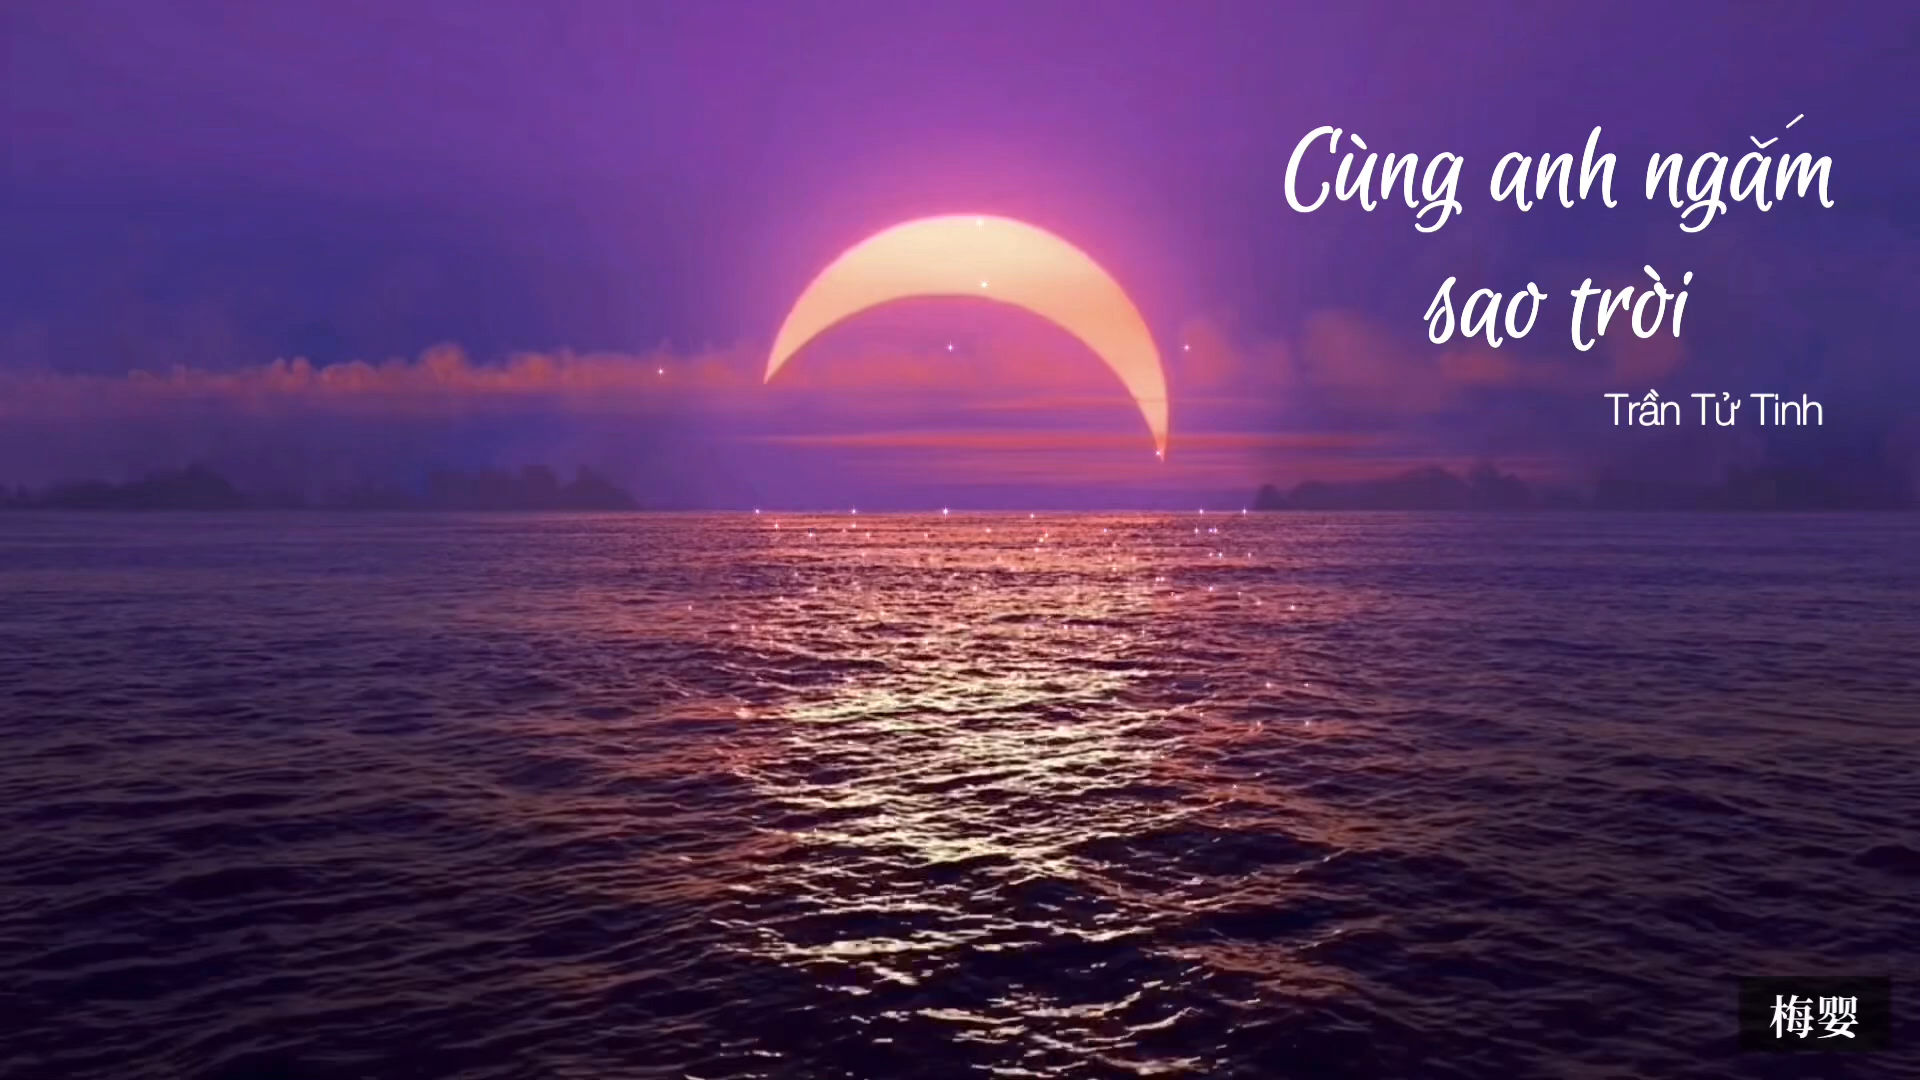 Cùng anh ngắm
sao trời
Trần Tử Tinh
梅婴